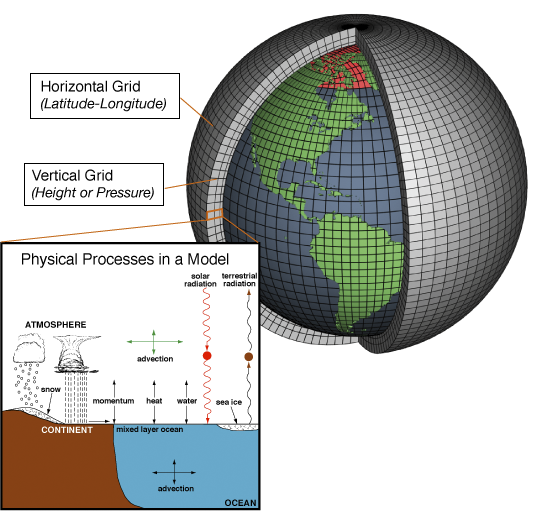 Horizontal Grid
(Latitude-Longitude)
Vertical Grid
(Height or Pressure)
Physical Processes in a Model
solar
radiation
terrestrial
radiation
ATMOSPHERE
advection
snow
momentum
heat
water
sea ice
CONTINENT
mixed layer ocean
advection
OCEAN